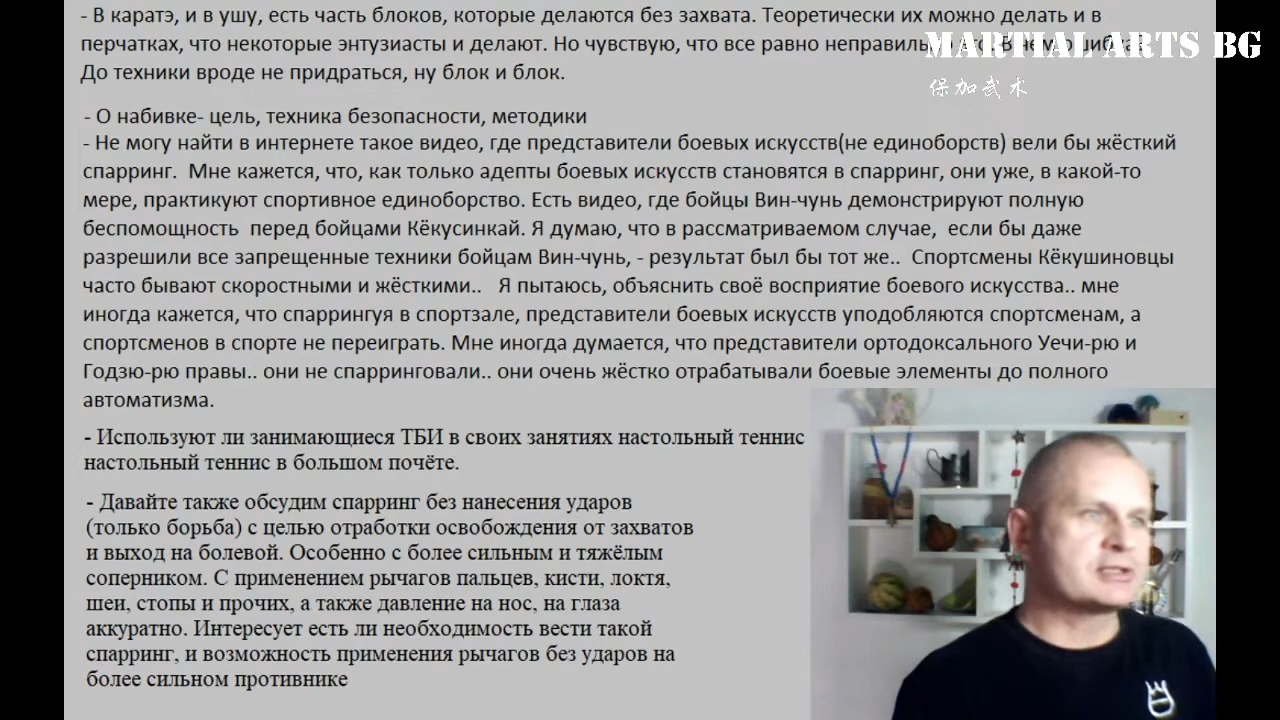 - В каратэ, и в ушу, есть часть блоков, которые делаются без захвата. Теоретически их можно делать и в
перчатках, что некоторые энтузиасты и делают. Но чувствую, что все равно
До техники вроде не придраться, ну блок и блок.
MARTIAL ARTS BG
保加武术
- О набивке- цель, техника безопасности, методики
- Не могу найти в интернете такое видео, где представители боевых искусств(не единоборств) вели бы жёсткий
спарринг. Мне кажется, что, как только адепты боевых искусств становятся в спарринг, они уже, в какой-то
мере, практикуют спортивное единоборство. Есть видео, где бойцы Вин-чунь демонстрируют полную
беспомощность перед бойцами Кёкусинкай. Я думаю, что в рассматриваемом случае, если бы даже
разрешили все запрещенные техники бойцам Вин-чунь, - результат был бы тот же.. Спортсмены Кёкушиновцы
часто бывают скоростными и жёсткими.. Я пытаюсь, объяснить своё восприятие боевого искусства.. мне
иногда кажется, что спаррингуя в спортзале, представители боевых искусств уподобляются спортсменам, а
спортсменов в спорте не переиграть. Мне иногда думается, что представители ортодоксального Уечи-рю и
Годзю-рю правы.. они не спарринговали.. они очень жёстко отрабатывали боевые элементы до полного
автоматизма.
- Используют ли занимающиеся ТБИ в своих занятиях настольный теннис
настольный теннис в большом почёте.
- Давайте также обсудим спарринг без нанесения ударов
(только борьба) с целью отработки освобождения от захватов
и выход на болевой. Особенно с более сильным и тяжёлым
соперником. С применением рычагов пальцев, кисти, локтя,
шеи, стопы и прочих, а также давление на нос, на глаза
аккуратно. Интересует есть ли необходимость вести такой
спарринг, и возможность применения рычагов без ударов на
более сильном противнике